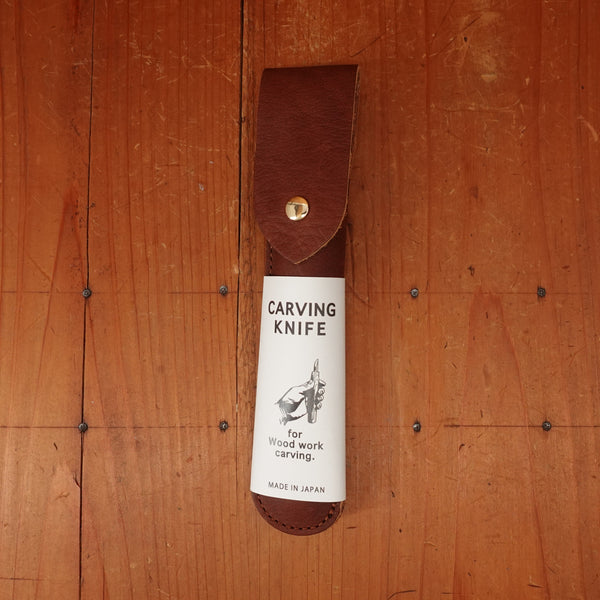 CARVING
KNIFE
for
Wood work
carving.
MADE IN JAPAN